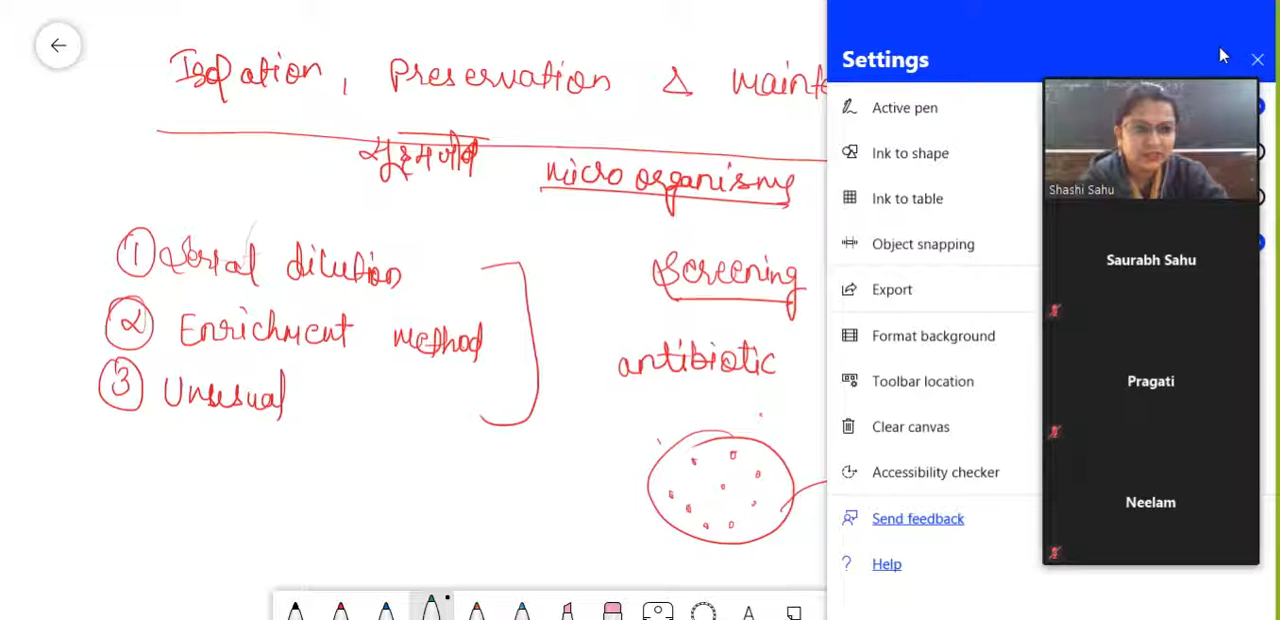 Isolation, Preservation & maint
सूक्ष्मजीव
micro organisms
① Serial dilution
② Enrichment method
③ Unusual
Screening
antibiotic
Settings
Active pen
Ink to shape
Ink to table
Object snapping
Export
Format background
Toolbar location
Clear canvas
Accessibility checker
Send feedback
? Help
Shashi Sahu
Saurabh Sahu
Pragati
Neelam
A